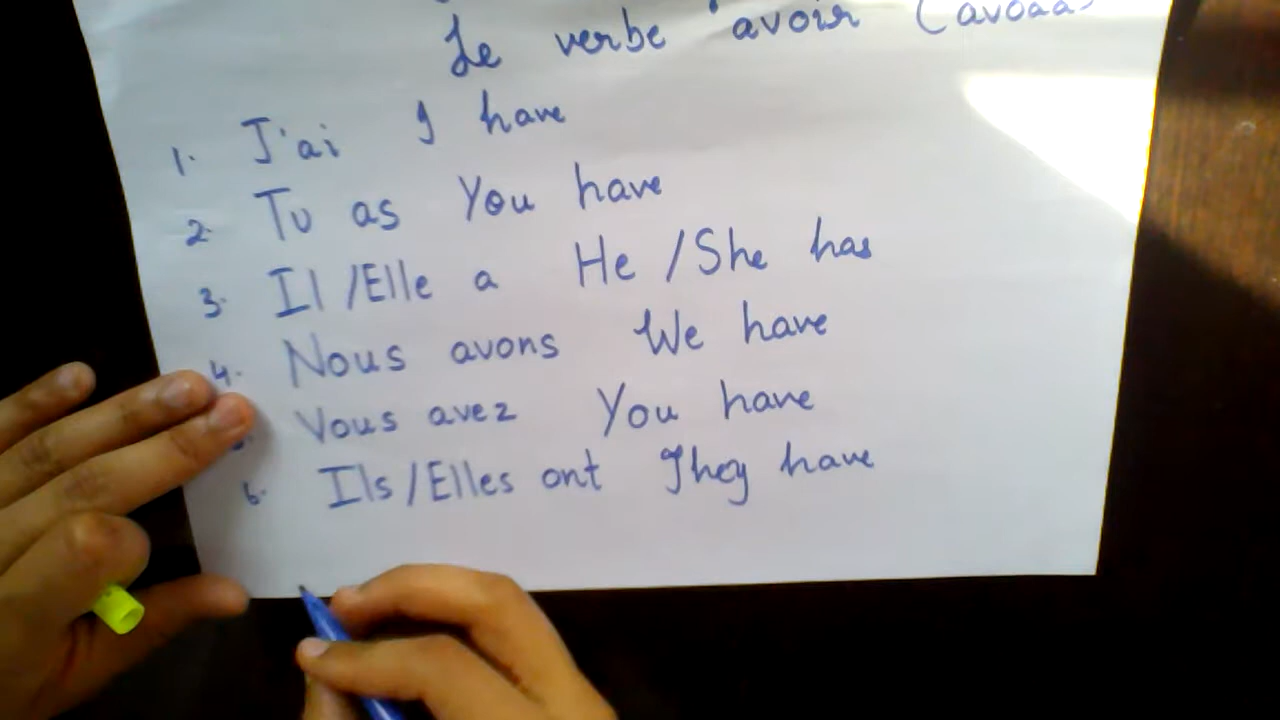 Le verbe 'avoir
1. J'ai I have
2. Tu as You have
3. Il/Elle a He/She has
4. Nous avons We have
Vous avez You have
6. Ils/Elles ont They have